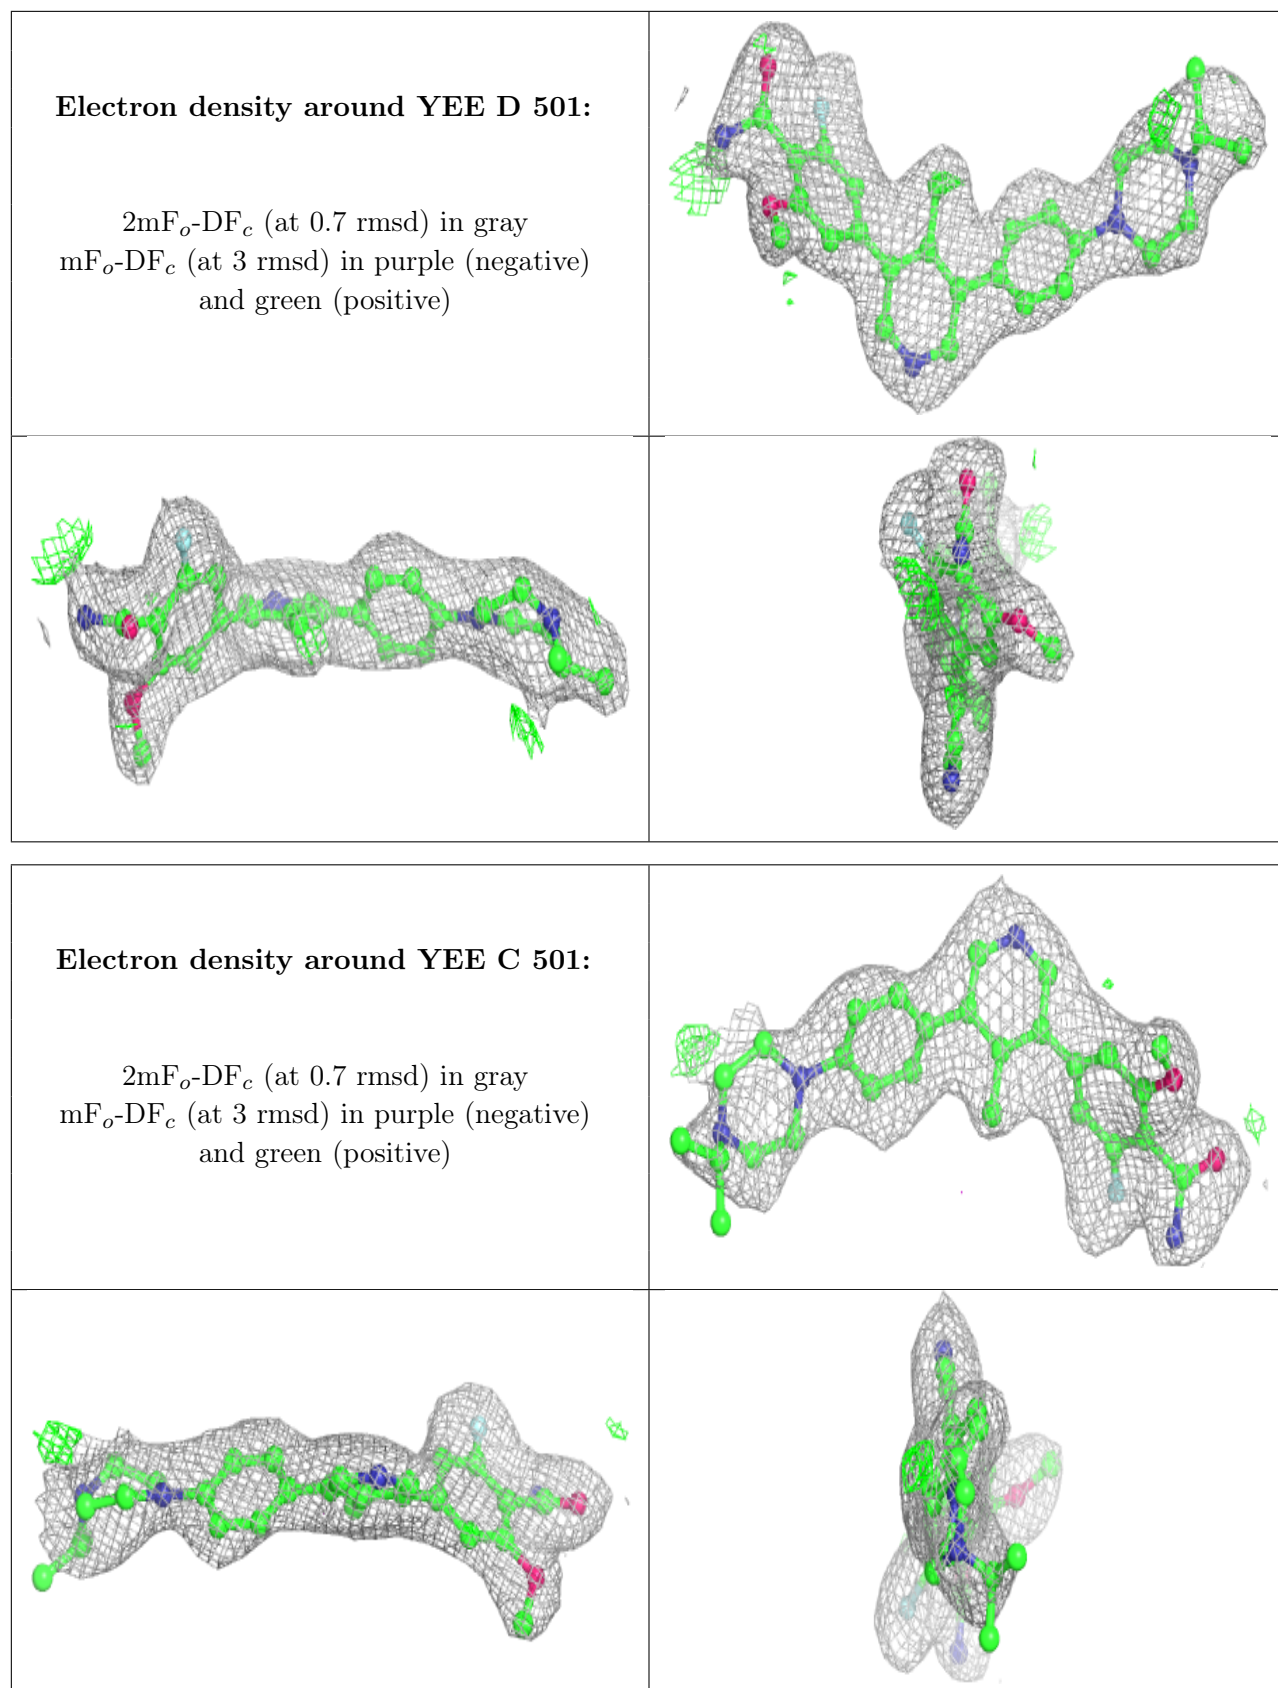 Electron density around YEE D 501:
2mFo-DFc (at 0.7 rmsd) in gray
mFo-DFc (at 3 rmsd) in purple (negative)
and green (positive)
Electron density around YEE C 501:
2mFo-DFc (at 0.7 rmsd) in gray
mFo-DFc (at 3 rmsd) in purple (negative)
and green (positive)